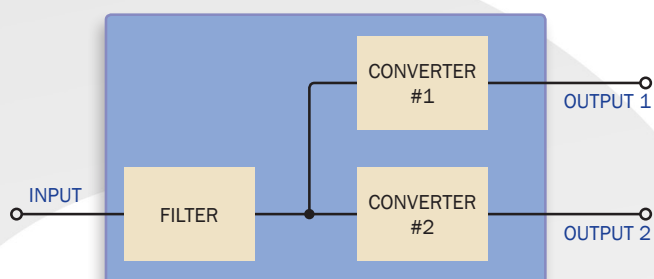 CONVERTER
#1
OUTPUT 1
INPUT
FILTER
CONVERTER
#2
OUTPUT 2